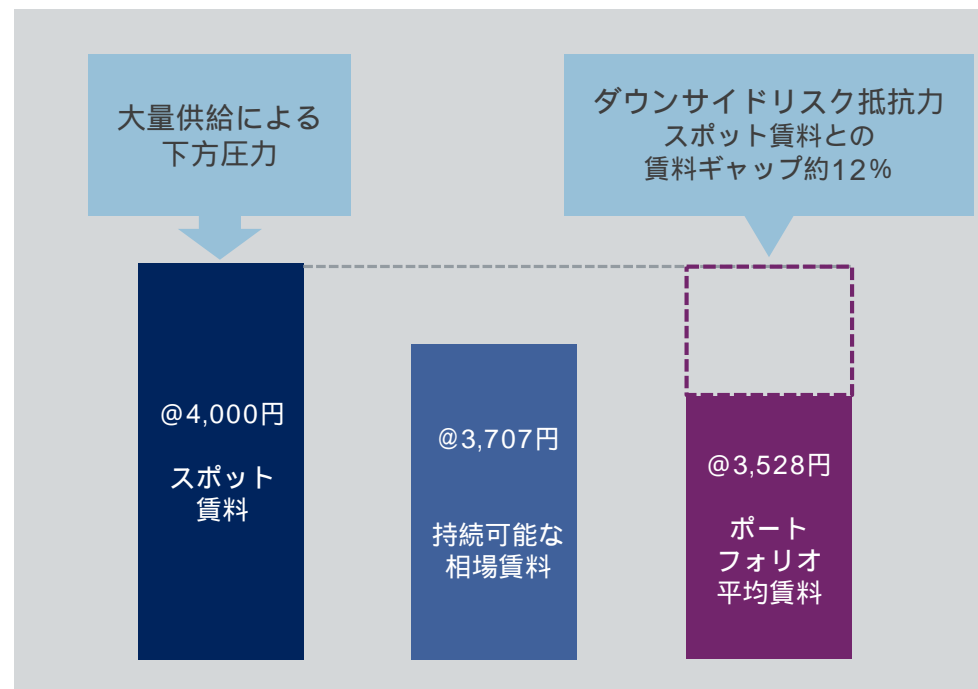 大量供給による
下方圧力
ダウンサイドリスク抵抗力
スポット賃料との
賃料ギャップ約12%
@4,000円
スポット
賃料
@3,707円
持続可能な
相場賃料
@3,528円
ポート
フォリオ
平均賃料